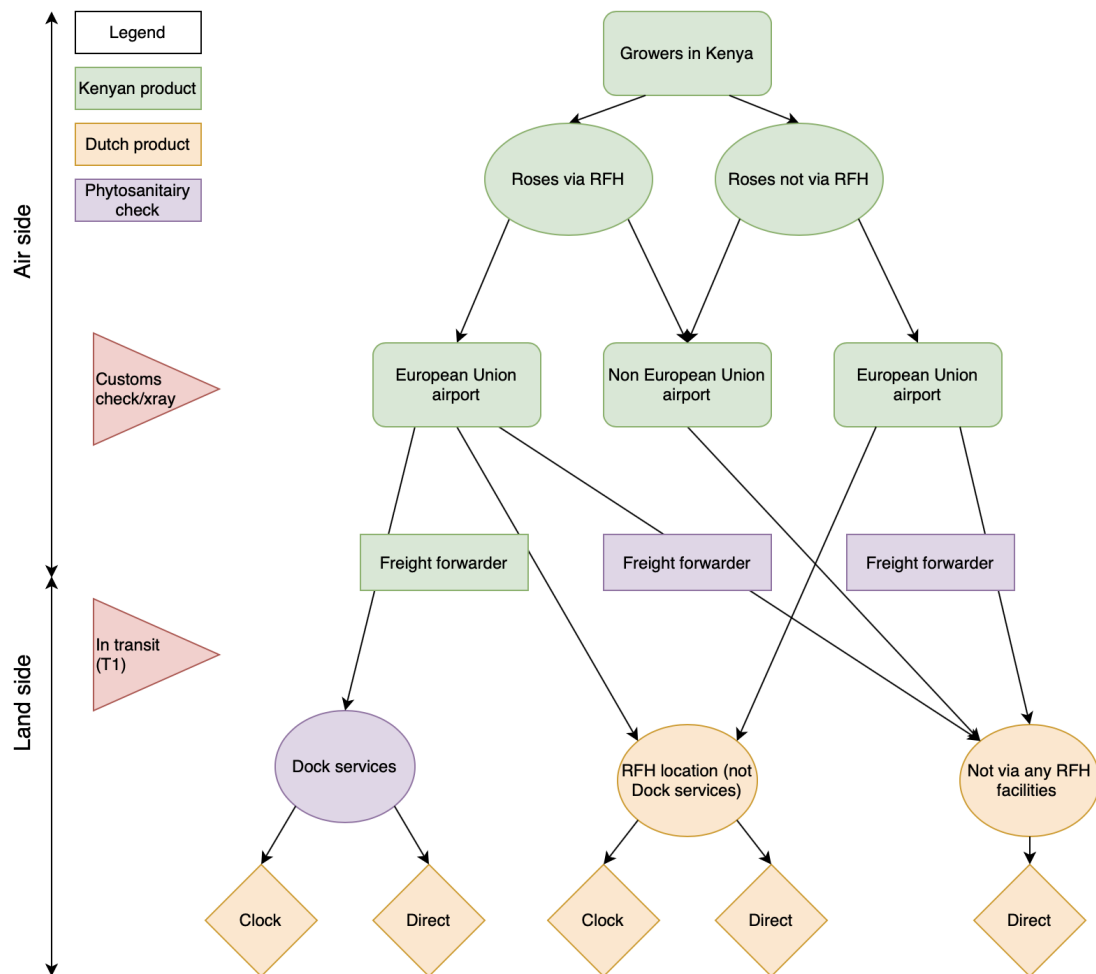 Legend
Growers in Kenya
Kenyan product
Dutch product
Phytosanitairy
check
Roses via RFH
Roses not via RFH
Air side
Customs
check/xray
European Union
airport
Non European Union
airport
European Union
airport
Freight forwarder
Freight forwarder
Freight forwarder
In transit
(T1)
Land side
Dock services
RFH location (not
Dock services)
Not via any RFH
facilities
Clock
Direct
Clock
Direct
Direct